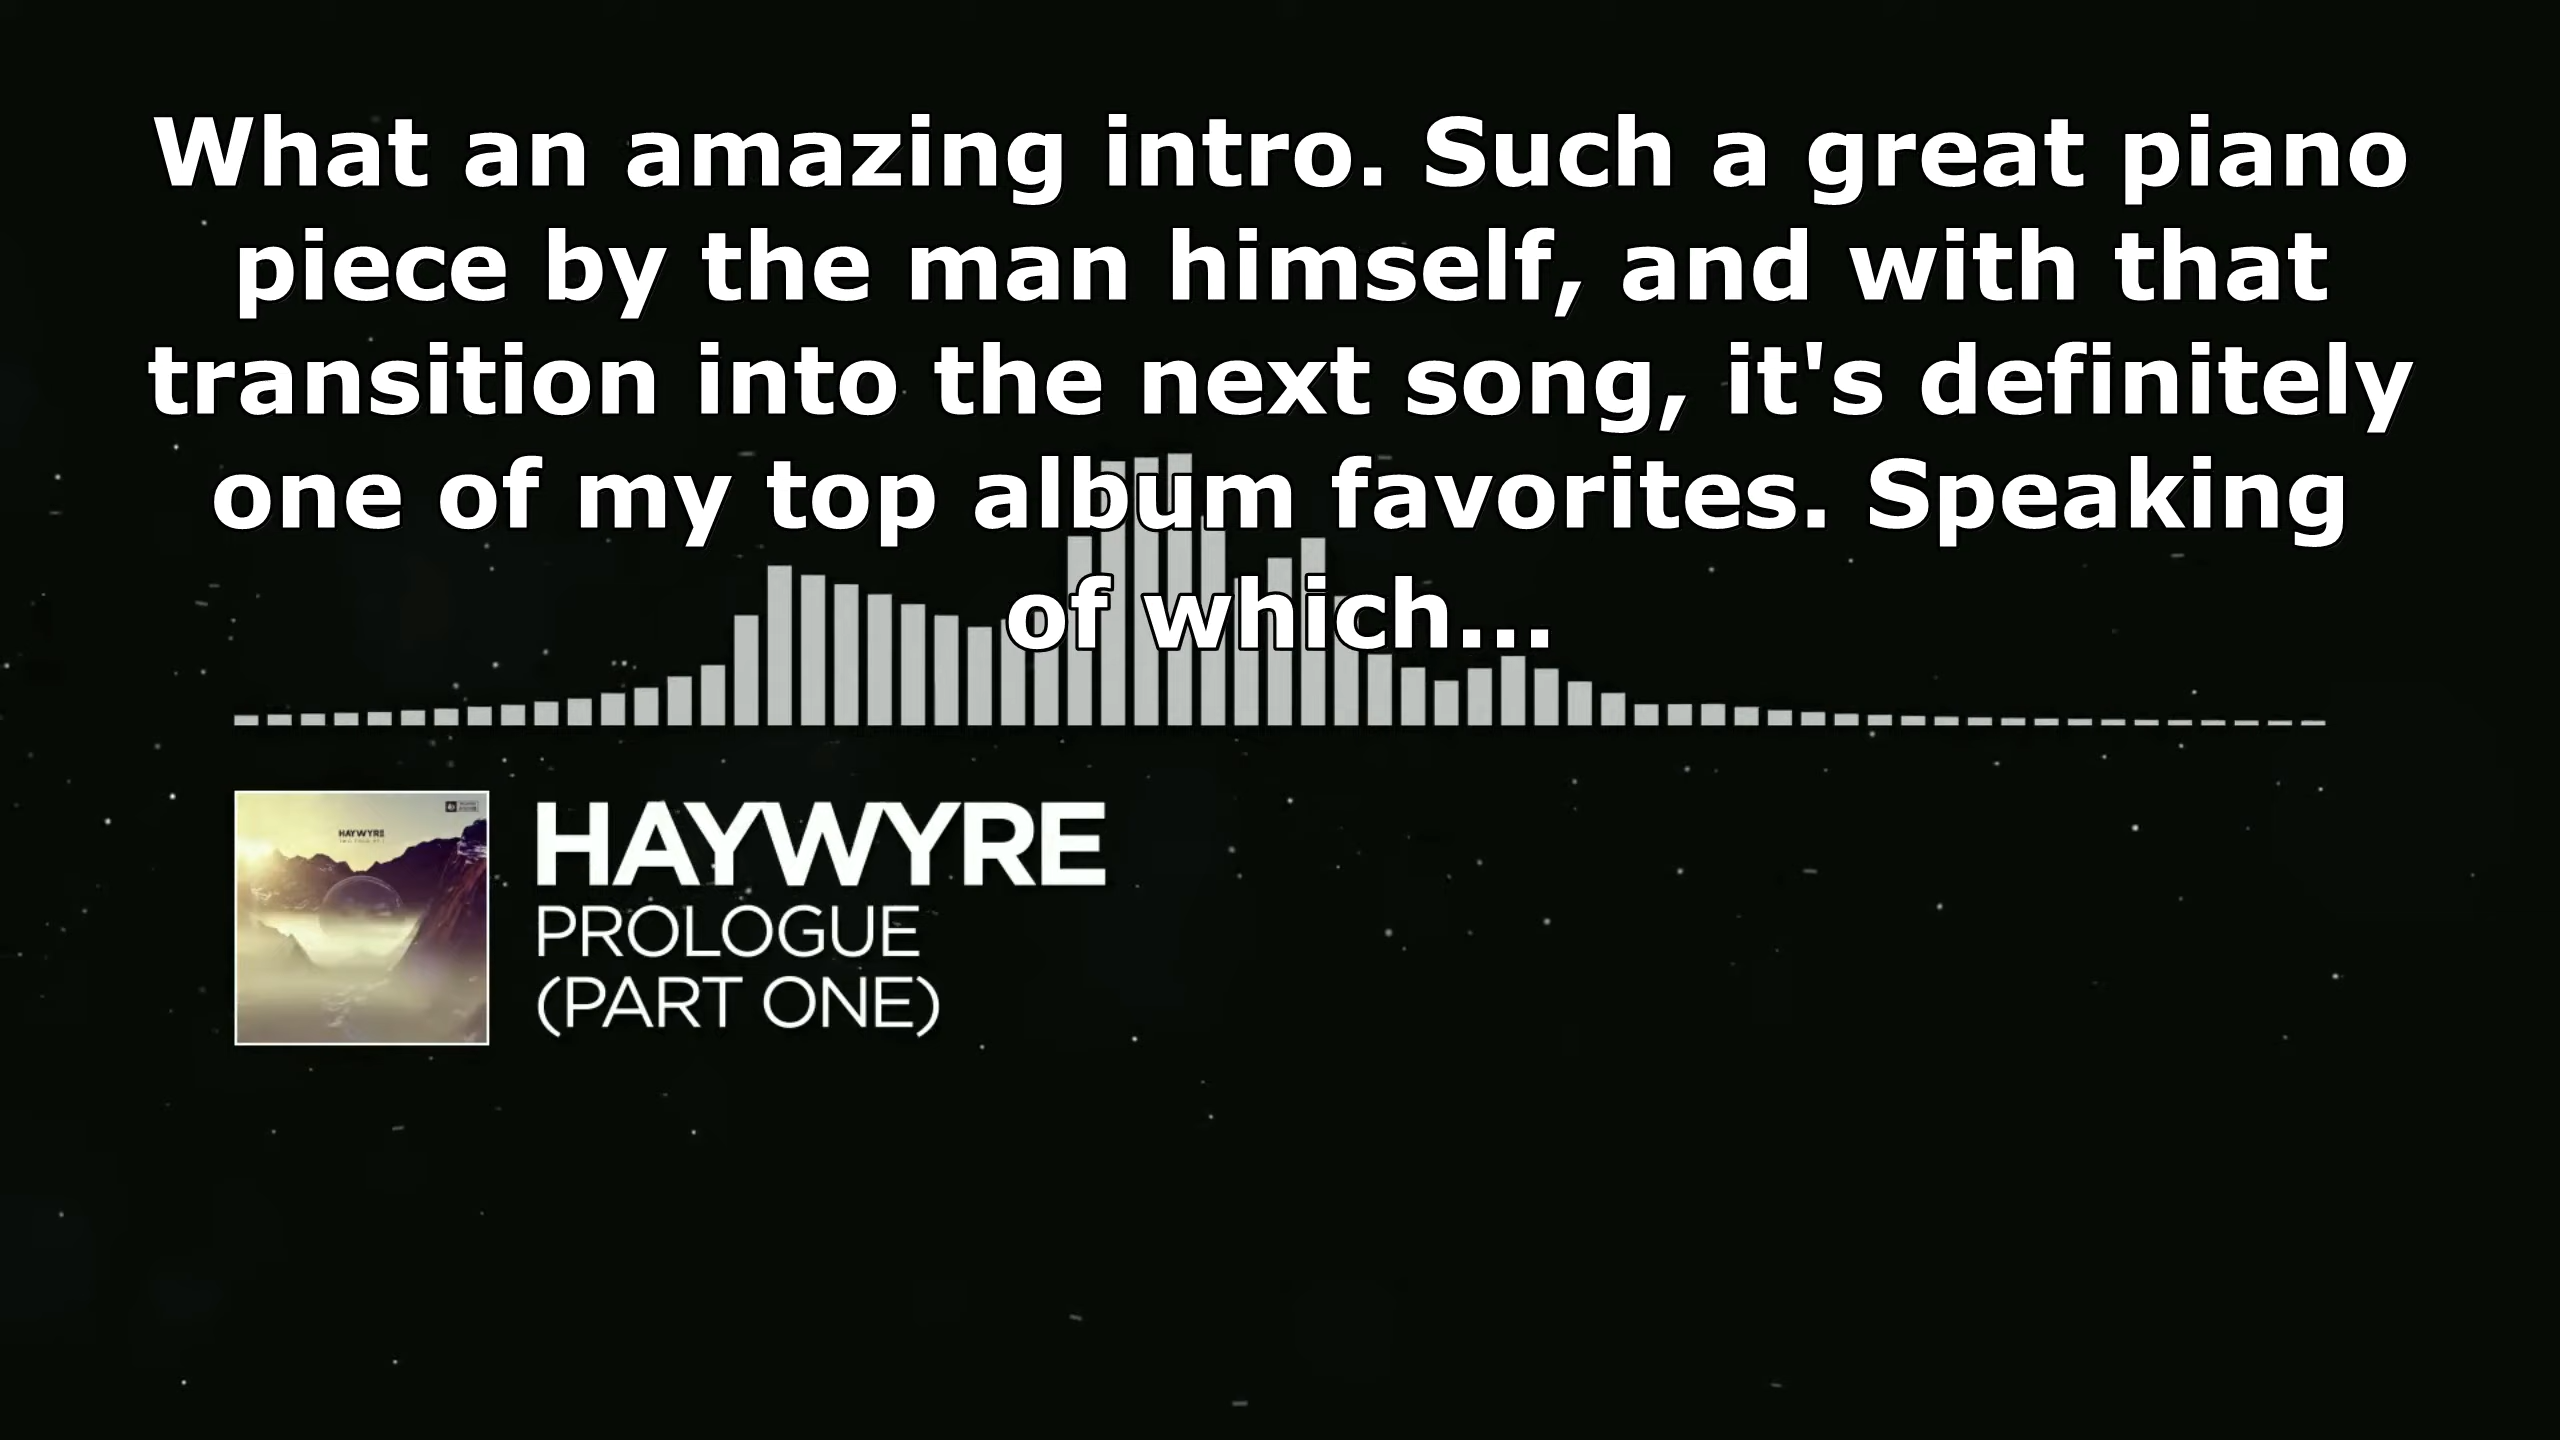 What an amazing intro. Such a great piano
piece by the man himself, and with that
transition into the next song, it's definitely
one of my top album favorites. Speaking
of which...
HAYWYRE
HAYWYRE
PROLOGUE
(PART ONE)